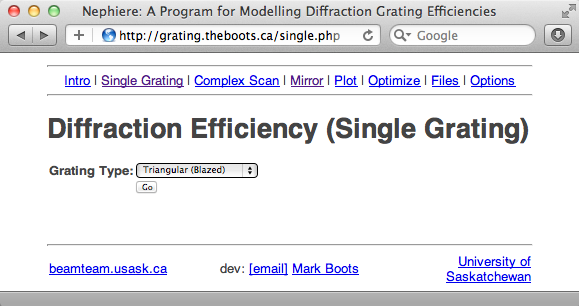 Nephiere: A Program for Modelling Diffraction Grating Efficiencies
http://grating.theboots.ca/single.php
Google
Intro | Single Grating | Complex Scan | Mirror | Plot | Optimize | Files | Options
Diffraction Efficiency (Single Grating)
Grating Type: Triangular (Blazed)
Go
beamteam.usask.ca dev: [email] Mark Boots University of
Saskatchewan